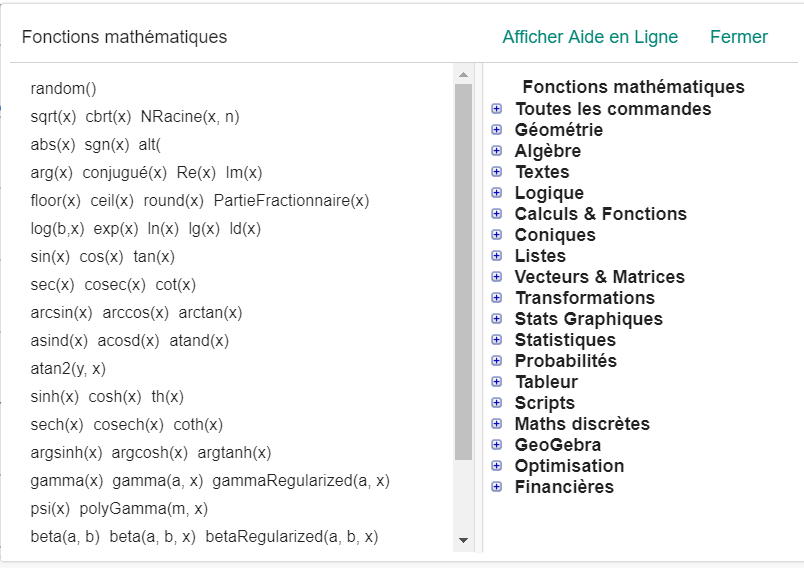 Fonctions mathématiques
Afficher Aide en Ligne Fermer
random()
sqrt(x) cbrt(x) NRacine(x, n)
abs(x) sgn(x) alt(
arg(x) conjugué(x) Re(x) Im(x)
floor(x) ceil(x) round(x) PartieFractionnaire(x)
log(b,x) exp(x) ln(x) lg(x) ld(x)
sin(x) cos(x) tan(x)
sec(x) cosec(x) cot(x)
arcsin(x) arccos(x) arctan(x)
asind(x) acosd(x) atand(x)
atan2(y, x)
sinh(x) cosh(x) th(x)
sech(x) cosech(x) coth(x)
argsinh(x) argcosh(x) argtanh(x)
gamma(x) gamma(a, x) gammaRegularized(a, x)
psi(x) polyGamma(m, x)
beta(a, b) beta(a, b, x) betaRegularized(a, b, x)
Fonctions mathématiques
Toutes les commandes
Géométrie
Algèbre
Textes
Logique
Calculs & Fonctions
Coniques
Listes
Vecteurs & Matrices
Transformations
Stats Graphiques
Statistiques
Probabilités
Tableur
Scripts
Maths discrètes
GeoGebra
Optimisation
Financières